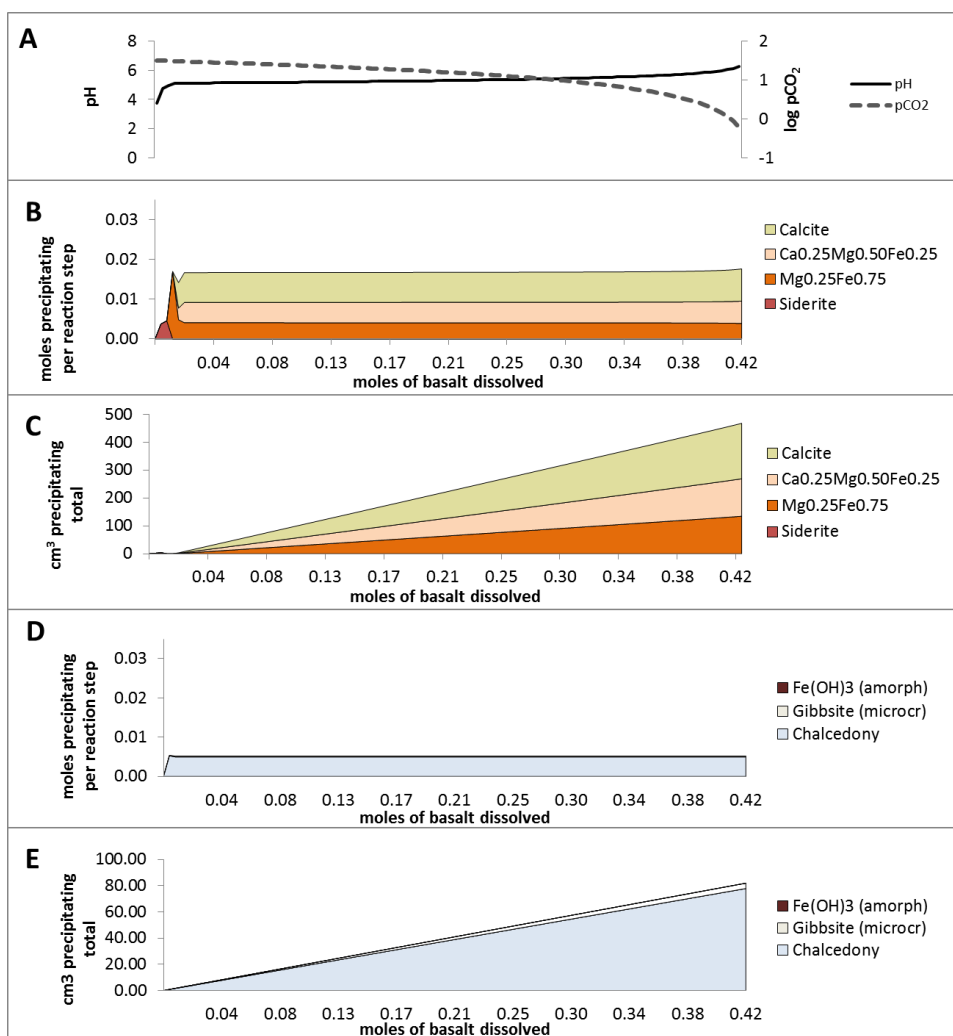 A
8
6
4
2
0
pH
2
1
0
-1
log pCO2
pH
pCO2
B
0.03
0.02
0.01
0.00
moles precipitating
per reaction step
0.04 0.08 0.13 0.17 0.21 0.25 0.30 0.34 0.38 0.42
moles of basalt dissolved
Calcite
Ca0.25Mg0.50Fe0.25
Mg0.25Fe0.75
Siderite
C
500
400
300
200
100
0
cm³ precipitating
total
0.04 0.08 0.13 0.17 0.21 0.25 0.30 0.34 0.38 0.42
moles of basalt dissolved
Calcite
Ca0.25Mg0.50Fe0.25
Mg0.25Fe0.75
Siderite
D
0.03
0.02
0.01
0.00
moles precipitating
per reaction step
0.04 0.08 0.13 0.17 0.21 0.25 0.30 0.34 0.38 0.42
moles of basalt dissolved
Fe(OH)3 (amorph)
Gibbsite (microcr)
Chalcedony
E
100.00
80.00
60.00
40.00
20.00
0.00
cm3 precipitating
total
0.04 0.08 0.13 0.17 0.21 0.25 0.30 0.34 0.38 0.42
moles of basalt dissolved
Fe(OH)3 (amorph)
Gibbsite (microcr)
Chalcedony